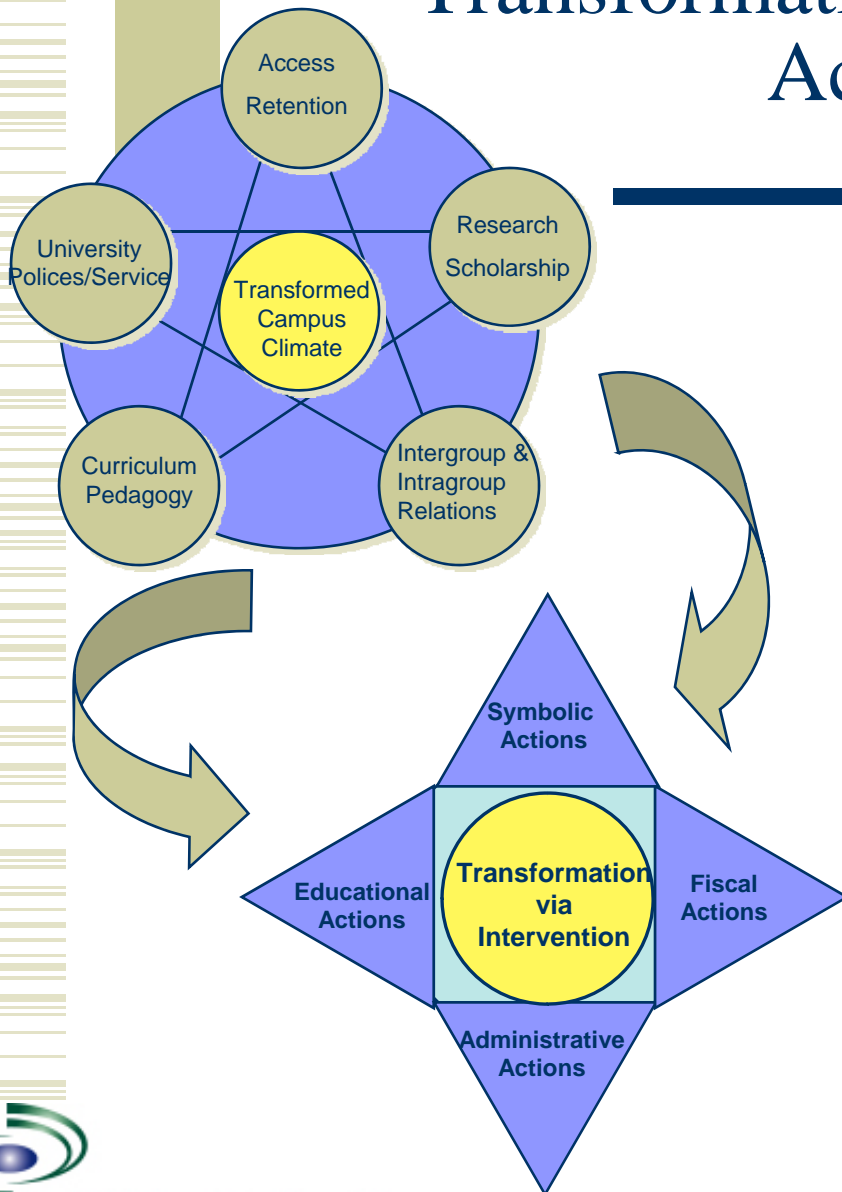 Access
Retention
University
Polices/Service
Research
Scholarship
Transformed
Campus
Climate
Curriculum
Pedagogy
Intergroup &
Intragroup
Relations
Symbolic
Actions
Educational
Actions
Transformation
via
Intervention
Fiscal
Actions
Administrative
Actions